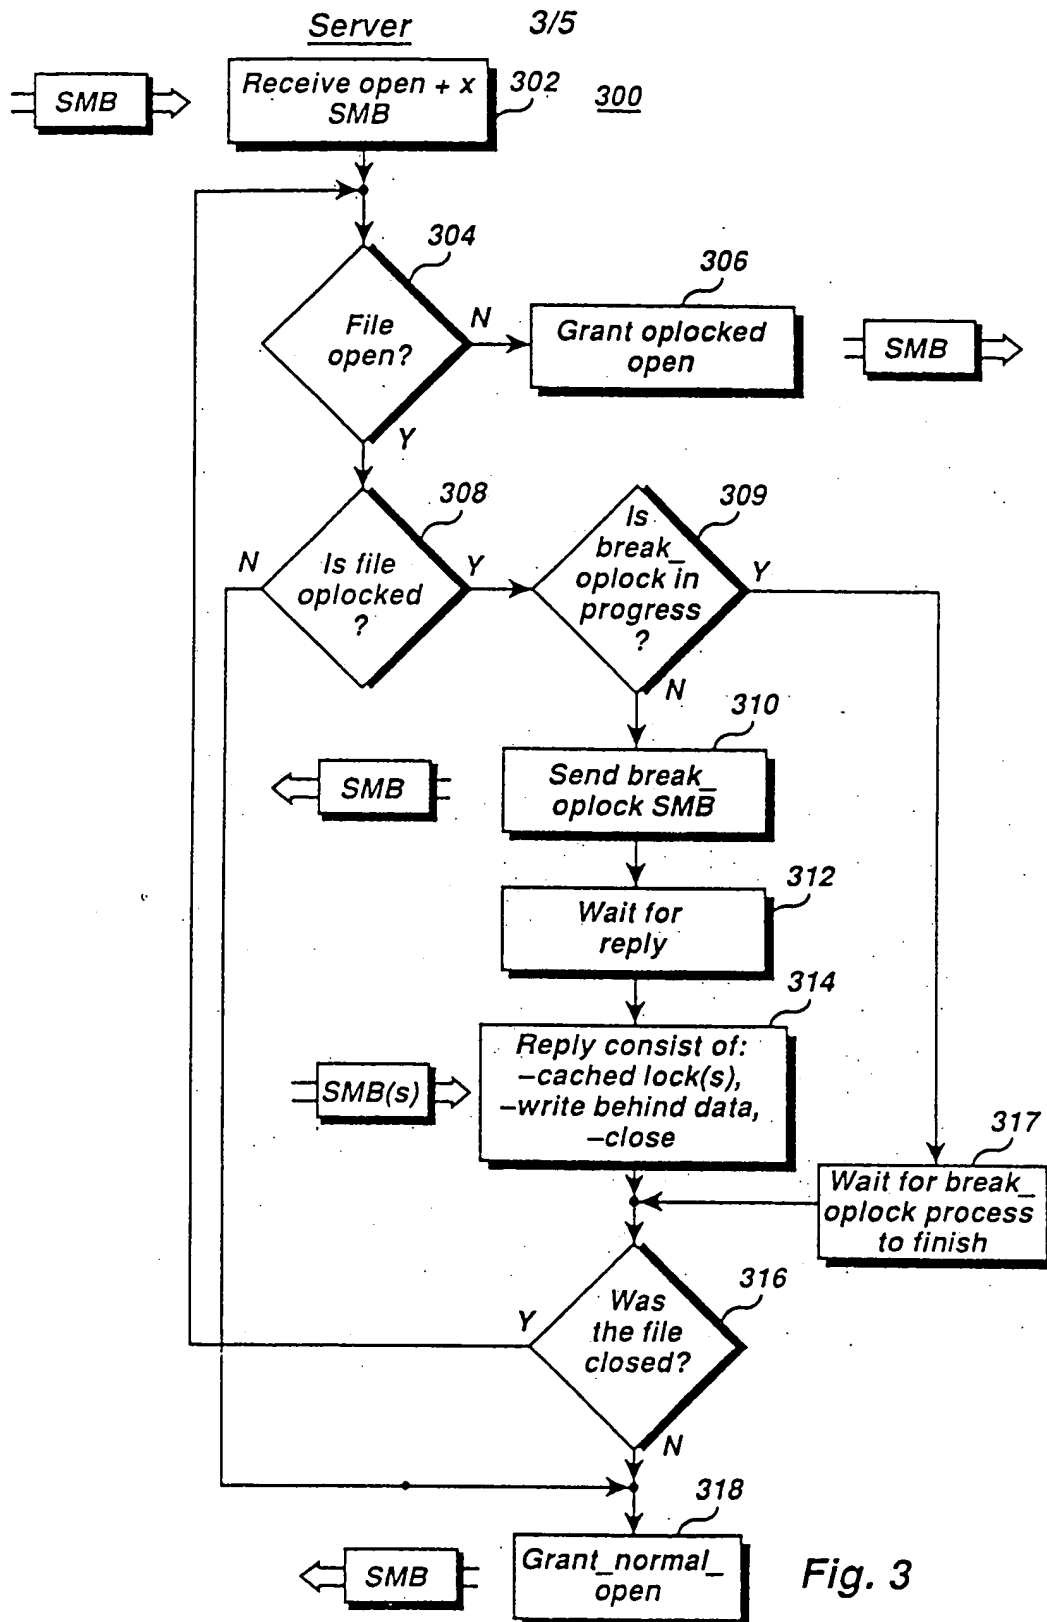 Server
3/5
SMB
Receive open + x
SMB
302
300
304
File
open?
N
Y
306
Grant oplocked
open
SMB
308
N
Is file
oplocked
?
Y
309
Is
break_
oplock in
progress
?
Y
N
310
SMB
Send break_
oplock SMB
312
Wait for
reply
314
SMB(s)
Reply consist of:
–cached lock(s),
–write behind data,
–close
317
Wait for break_
oplock process
to finish
316
Y
Was
the file
closed?
N
318
SMB
Grant_normal_
open
Fig. 3